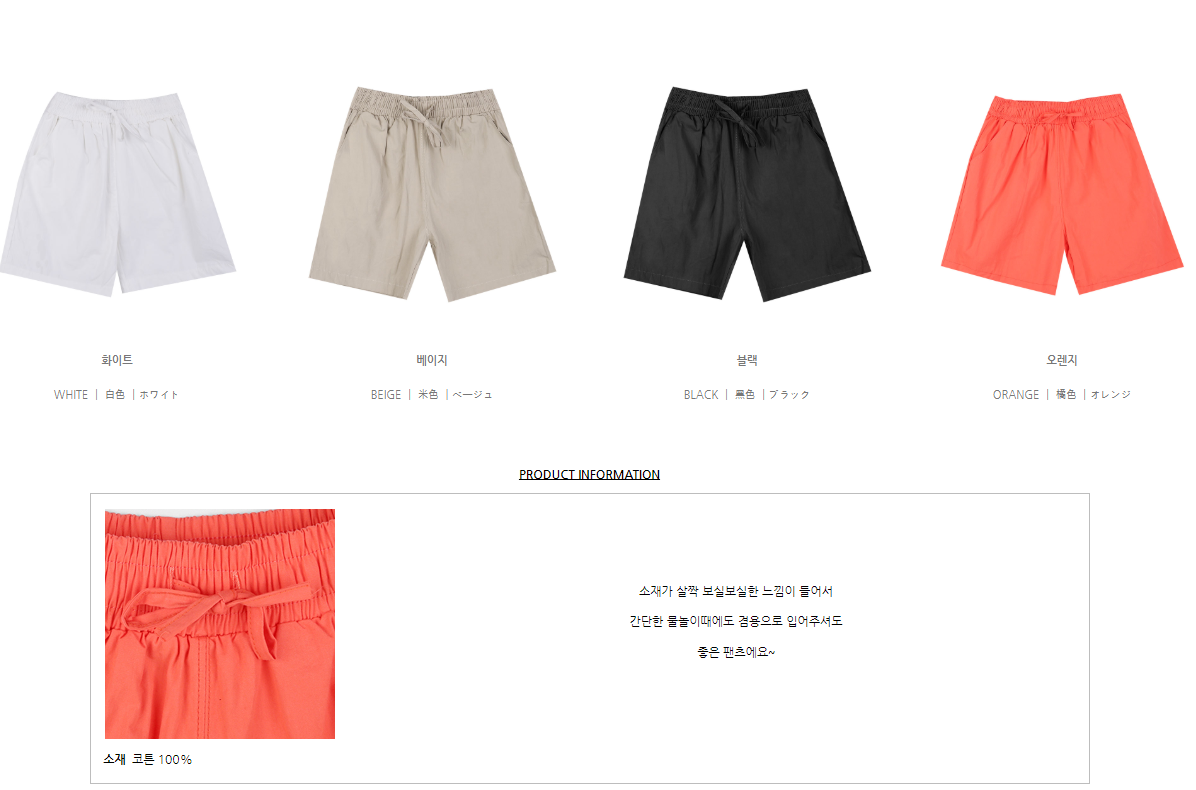 화이트
베이지
블랙
오렌지
WHITE | 白色 | ホワイト
BEIGE | 米色 | ベージュ
BLACK | 黑色 | ブラック
ORANGE | 橘色 | オレンジ
PRODUCT INFORMATION
소재가 살짝 보실보실한 느낌이 들어서
간단한 물놀이때에도 겸용으로 입어주셔도
좋은 팬츠에요~
소재 코튼 100%